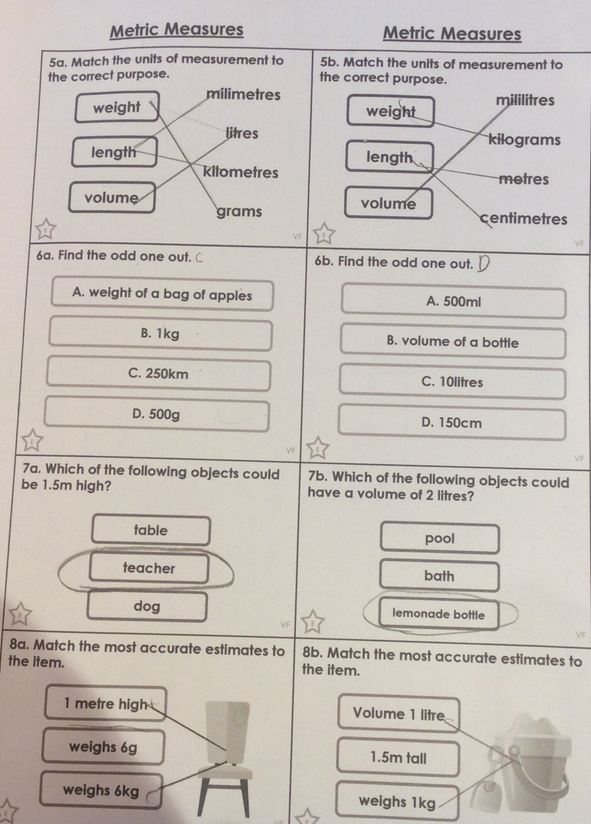 Metric Measures
Metric Measures
5a. Match the units of measurement to
the correct purpose.
weight
length
volume
milimetres
litres
kilometres
grams
E
VF
5b. Match the units of measurement to
the correct purpose.
weight
length
volume
mililitres
kilograms
metres
centimetres
E
VF
6a. Find the odd one out. C
A. weight of a bag of apples
B. 1kg
C. 250km
D. 500g
E
VF
6b. Find the odd one out. D
A. 500ml
B. volume of a bottle
C. 10litres
D. 150cm
E
VF
7a. Which of the following objects could
be 1.5m high?
table
teacher
dog
E
VF
7b. Which of the following objects could
have a volume of 2 litres?
pool
bath
lemonade bottle
E
VF
8a. Match the most accurate estimates to
the item.
1 metre high
weighs 6g
weighs 6kg
E
VF
8b. Match the most accurate estimates to
the item.
Volume 1 litre
1.5m tall
weighs 1kg